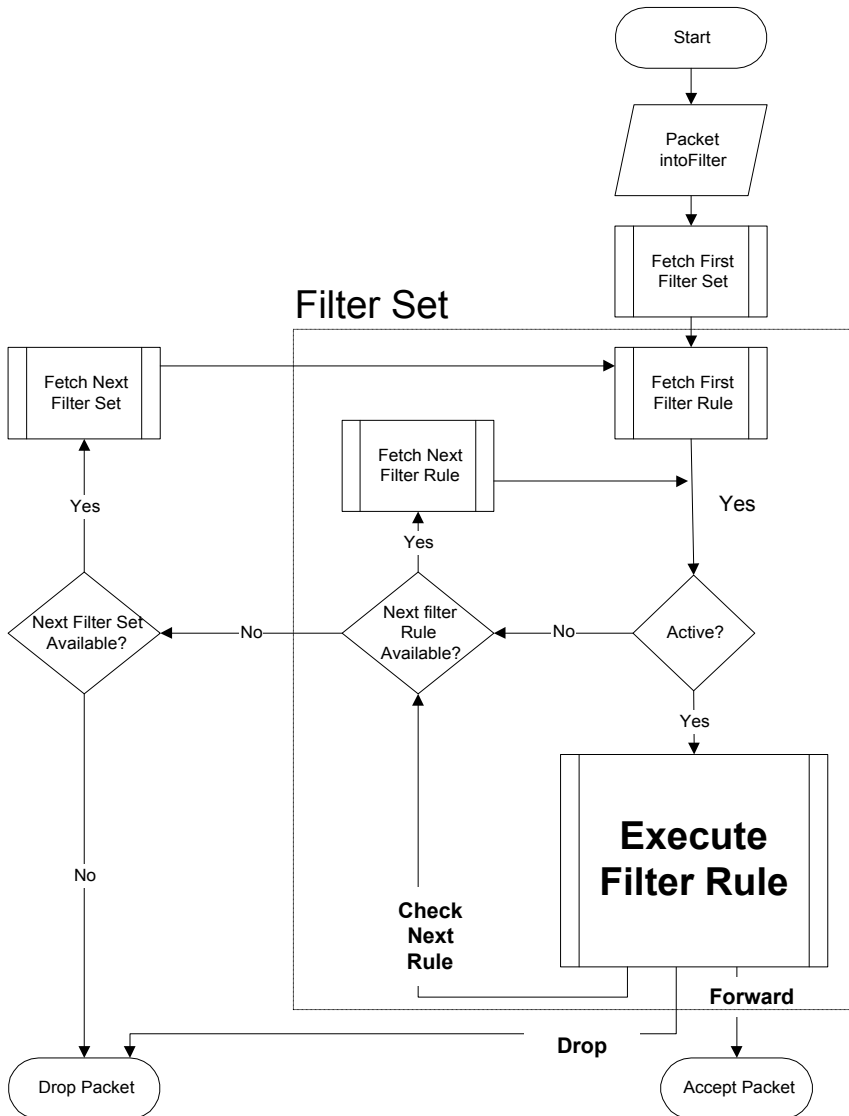 Start
Packet
intoFilter
Fetch First
Filter Set
Filter Set
Fetch Next
Filter Set
Fetch First
Filter Rule
Fetch Next
Filter Rule
Yes
Yes
Yes
Next Filter Set
Available?
No
Next filter
Rule
Available?
No
Active?
Yes
Execute
Filter Rule
No
Check
Next
Rule
Forward
Drop
Drop Packet
Accept Packet